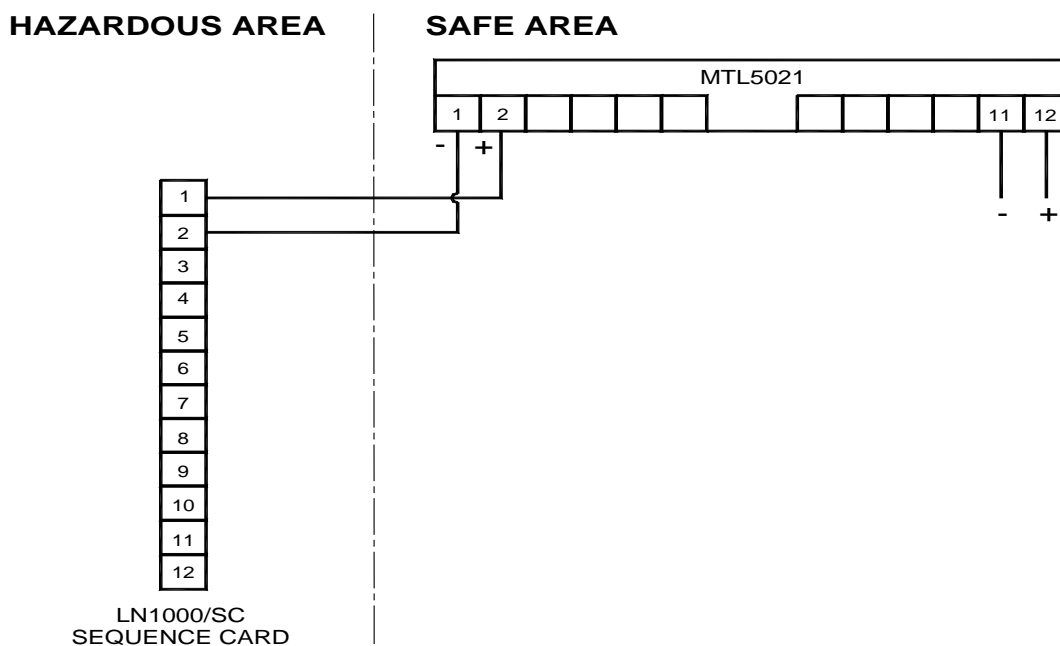 HAZARDOUS AREA
SAFE AREA
MTL5021
1 2 11 12
- +
- +
1
2
3
4
5
6
7
8
9
10
11
12
LN1000/SC
SEQUENCE CARD